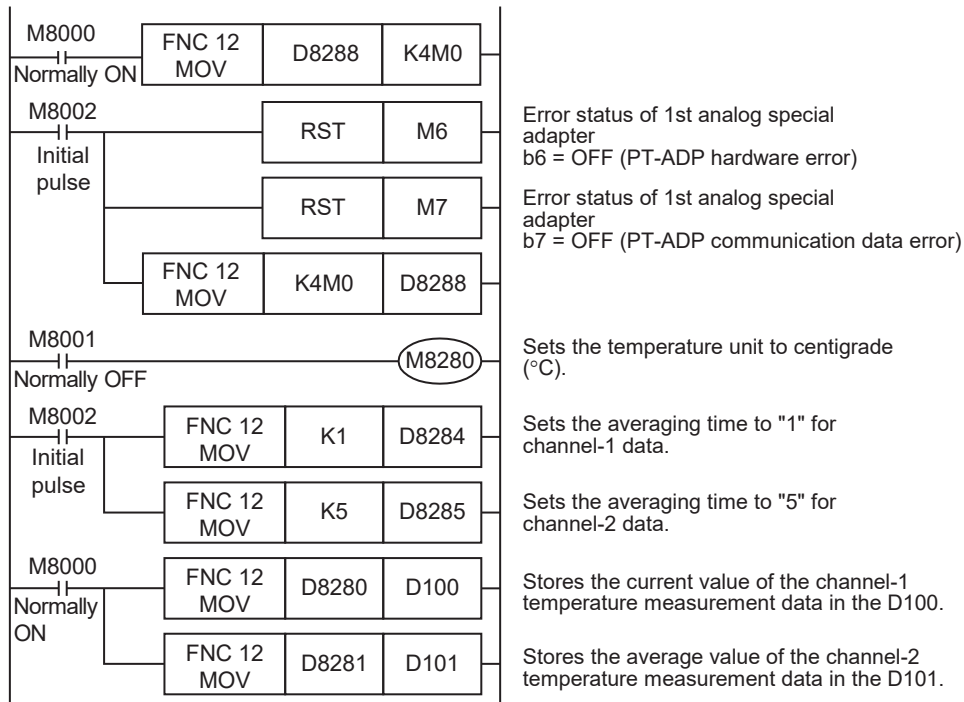 M8000
Normally ON
FNC 12
MOV
D8288
K4M0
M8002
Initial
pulse
RST
M6
Error status of 1st analog special
adapter
b6 = OFF (PT-ADP hardware error)
RST
M7
Error status of 1st analog special
adapter
b7 = OFF (PT-ADP communication data error)
FNC 12
MOV
K4M0
D8288
M8001
Normally OFF
M8280
Sets the temperature unit to centigrade
(°C).
M8002
Initial
pulse
FNC 12
MOV
K1
D8284
Sets the averaging time to "1" for
channel-1 data.
FNC 12
MOV
K5
D8285
Sets the averaging time to "5" for
channel-2 data.
M8000
Normally
ON
FNC 12
MOV
D8280
D100
Stores the current value of the channel-1
temperature measurement data in the D100.
FNC 12
MOV
D8281
D101
Stores the average value of the channel-2
temperature measurement data in the D101.